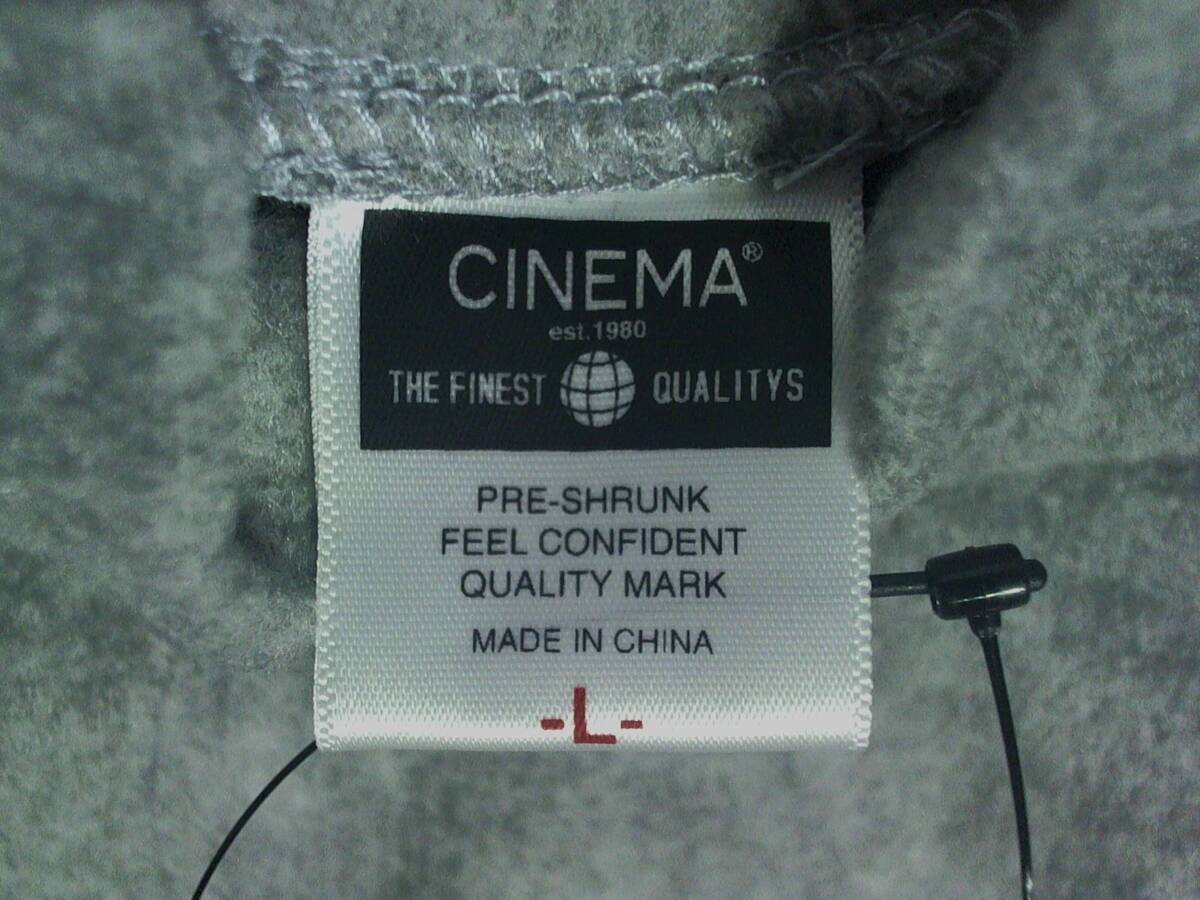 CINEMA®
est.1980
THE FINEST QUALITYS
PRE-SHRUNK
FEEL CONFIDENT
QUALITY MARK
MADE IN CHINA
-L-